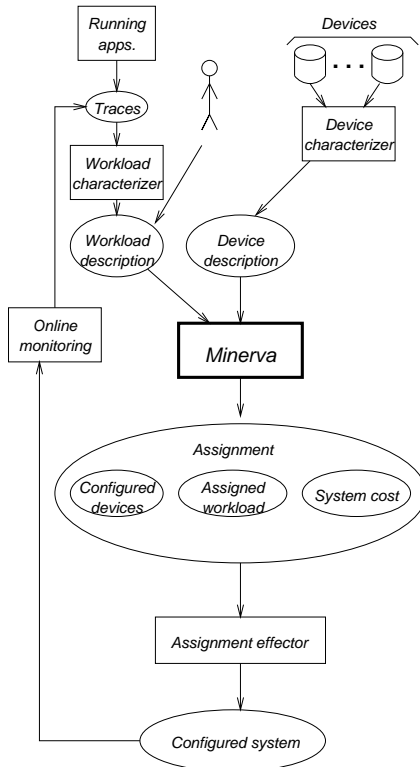 Running
apps.
Devices
Traces
Device
characterizer
Workload
characterizer
Workload
description
Device
description
Online
monitoring
Minerva
Assignment
Configured
devices
Assigned
workload
System cost
Assignment effector
Configured system